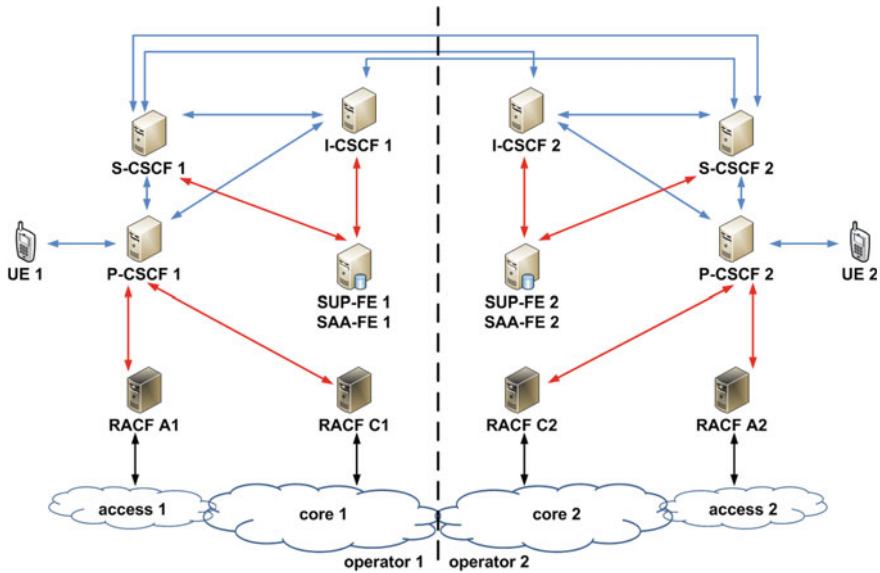 S-CSCF 1
I-CSCF 1
I-CSCF 2
S-CSCF 2
UE 1
P-CSCF 1
SUP-FE 1
SAA-FE 1
SUP-FE 2
SAA-FE 2
P-CSCF 2
UE 2
RACF A1
RACF C1
RACF C2
RACF A2
access 1
core 1
core 2
access 2
operator 1
operator 2